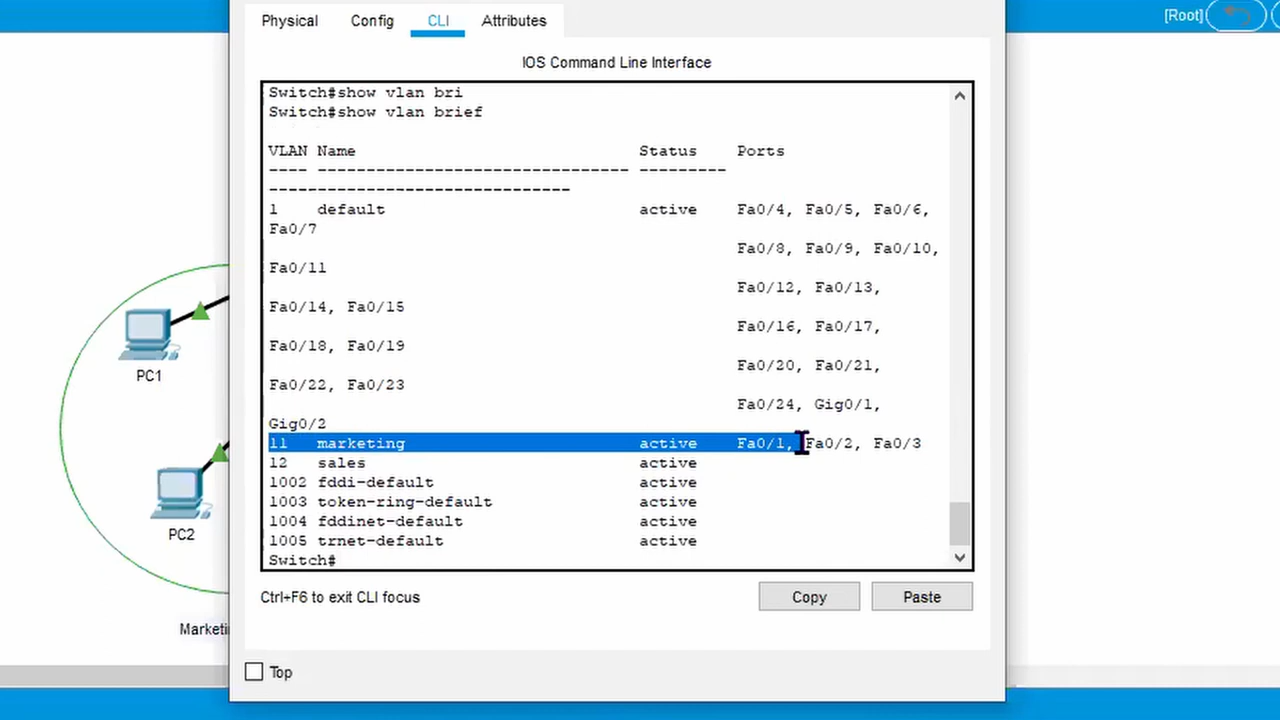 Physical Config CLI Attributes
[Root]
IOS Command Line Interface
Switch#show vlan bri
Switch#show vlan brief
VLAN Name Status Ports
---- -------------------------------- ---------
-------------------------------
1 default active Fa0/4, Fa0/5, Fa0/6,
Fa0/7
Fa0/8, Fa0/9, Fa0/10,
Fa0/11
Fa0/12, Fa0/13,
Fa0/14, Fa0/15
Fa0/16, Fa0/17,
Fa0/18, Fa0/19
Fa0/20, Fa0/21,
Fa0/22, Fa0/23
Fa0/24, Gig0/1,
Gig0/2
11 marketing active Fa0/1, Fa0/2, Fa0/3
12 sales active
1002 fddi-default active
1003 token-ring-default active
1004 fddinet-default active
1005 trnet-default active
Switch#
Ctrl+F6 to exit CLI focus
Copy Paste
Top
PC1
PC2